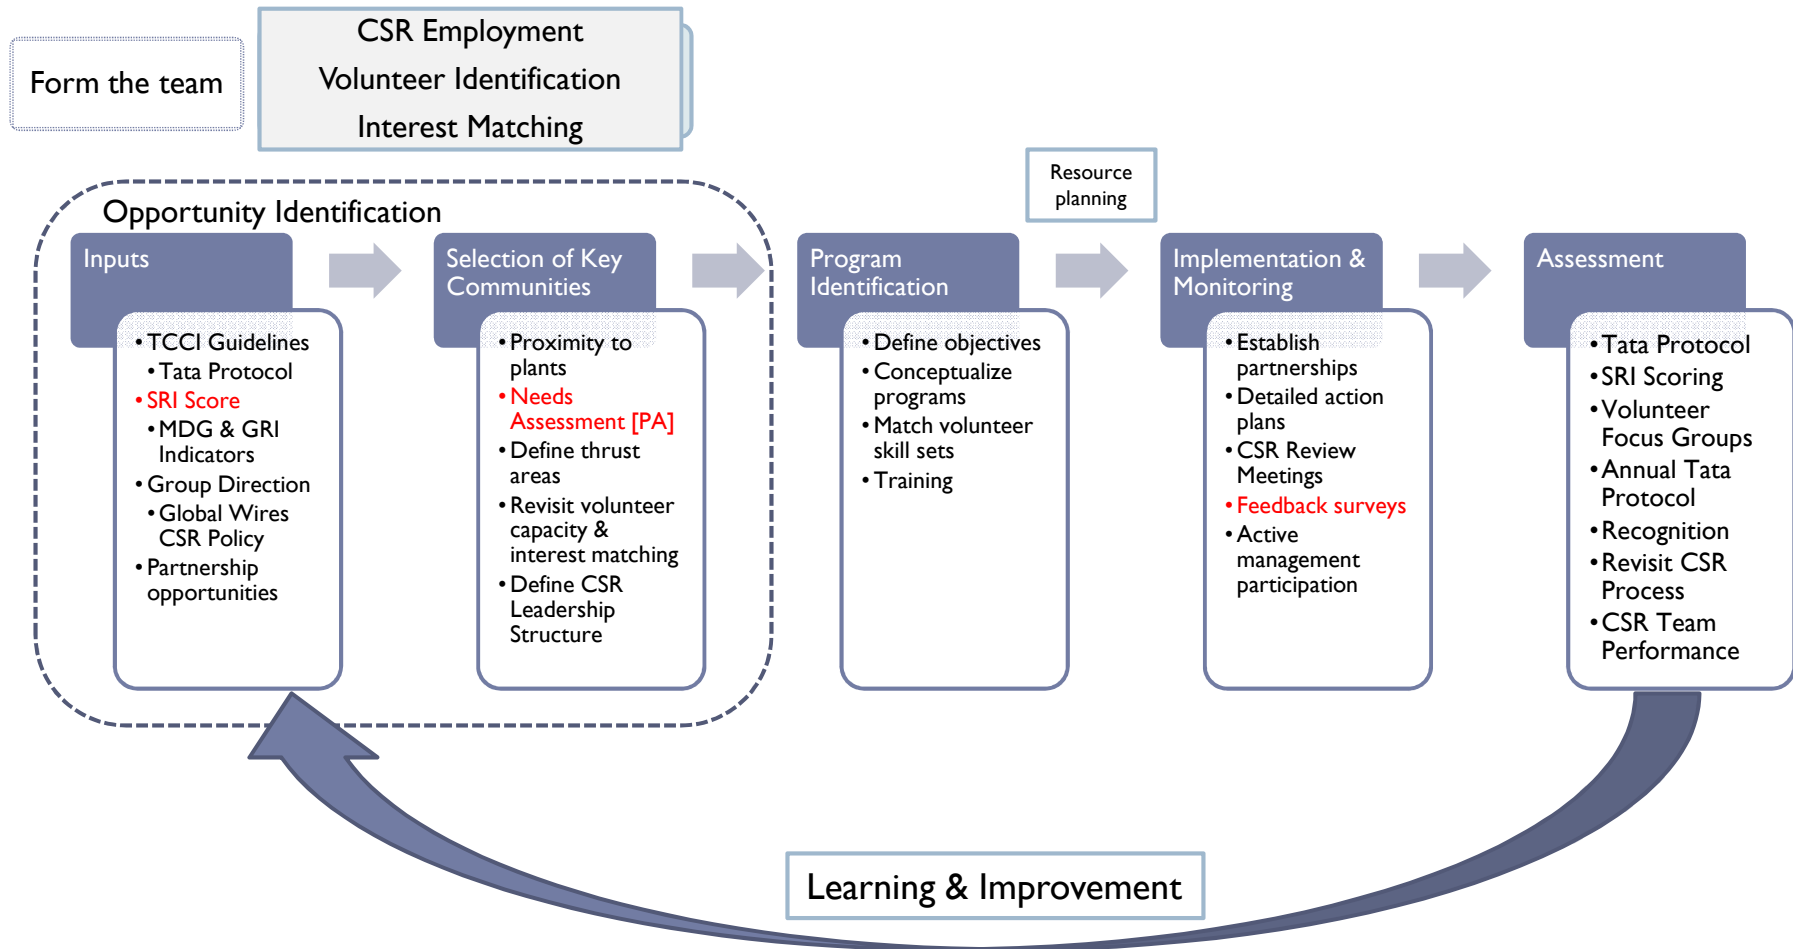 Form the team
CSR Employment
Volunteer Identification
Interest Matching
Resource
planning
Opportunity Identification
Inputs
• TCCI Guidelines
• Tata Protocol
• SRI Score
• MDG & GRI
Indicators
• Group Direction
• Global Wires
CSR Policy
• Partnership
opportunities
Selection of Key
Communities
• Proximity to
plants
• Needs
Assessment [PA]
• Define thrust
areas
• Revisit volunteer
capacity &
interest matching
• Define CSR
Leadership
Structure
Program
Identification
• Define objectives
• Conceptualize
programs
• Match volunteer
skill sets
• Training
Implementation &
Monitoring
• Establish
partnerships
• Detailed action
plans
• CSR Review
Meetings
• Feedback surveys
• Active
management
participation
Assessment
• Tata Protocol
• SRI Scoring
• Volunteer
Focus Groups
• Annual Tata
Protocol
• Recognition
• Revisit CSR
Process
• CSR Team
Performance
Learning & Improvement